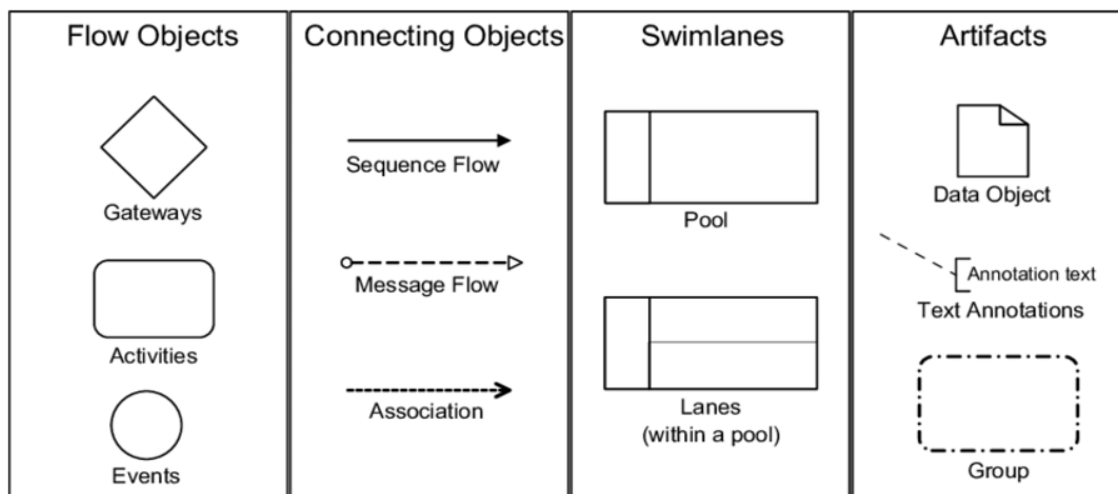 Flow Objects
Gateways
Activities
Events
Connecting Objects
Sequence Flow
Message Flow
Association
Swimlanes
Pool
Lanes
(within a pool)
Artifacts
Data Object
Annotation text
Text Annotations
Group